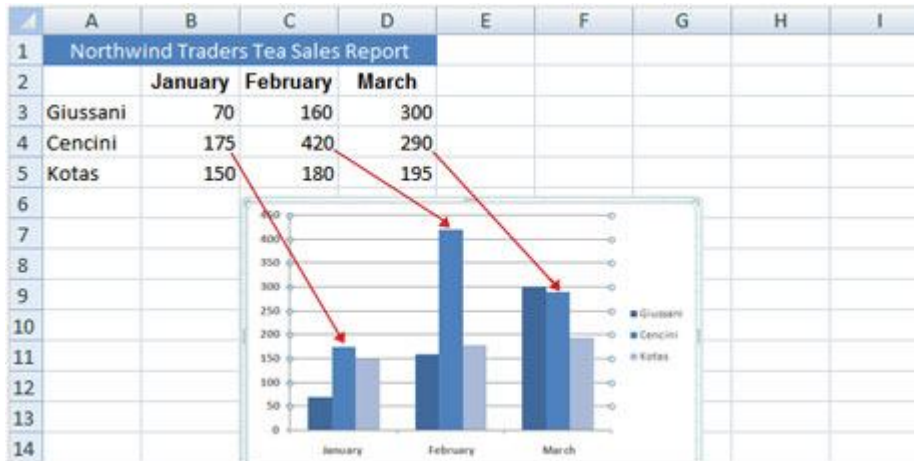 A B C D E F G H I
1 Northwind Traders Tea Sales Report
2 January February March
3 Giussani 70 160 300
4 Cencini 175 420 290
5 Kotas 150 180 195
6
7
8
9
10
11
12
13
14
450
400
350
300
250
200
150
100
50
0
January February March
Giussani
Cencini
Kotas